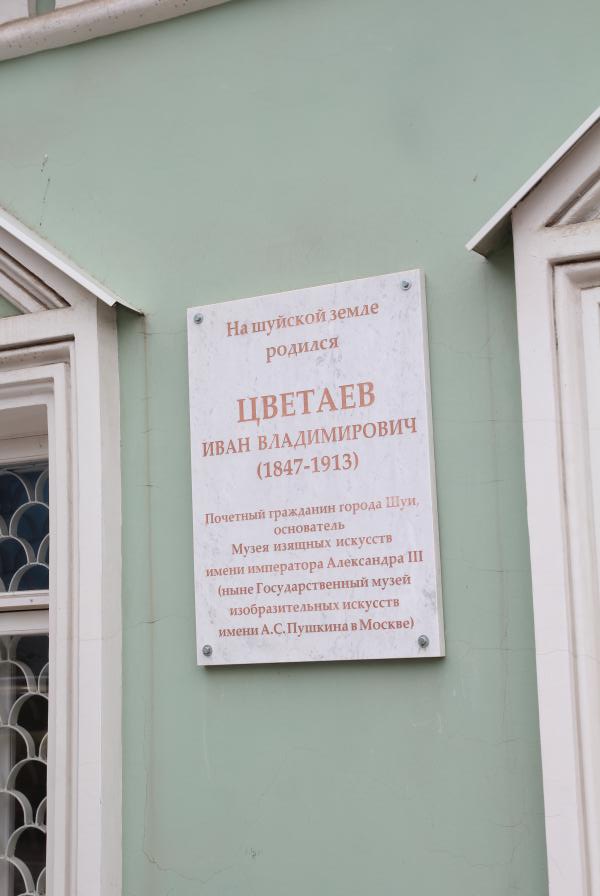 На шуйской земле
родился
ЦВЕТАЕВ
ИВАН ВЛАДИМИРОВИЧ
(1847-1913)
Почетный гражданин города Шуи,
основатель
Музея изящных искусств
имени императора Александра III
(ныне Государственный музей
изобразительных искусств
имени А.С. Пушкина в Москве)